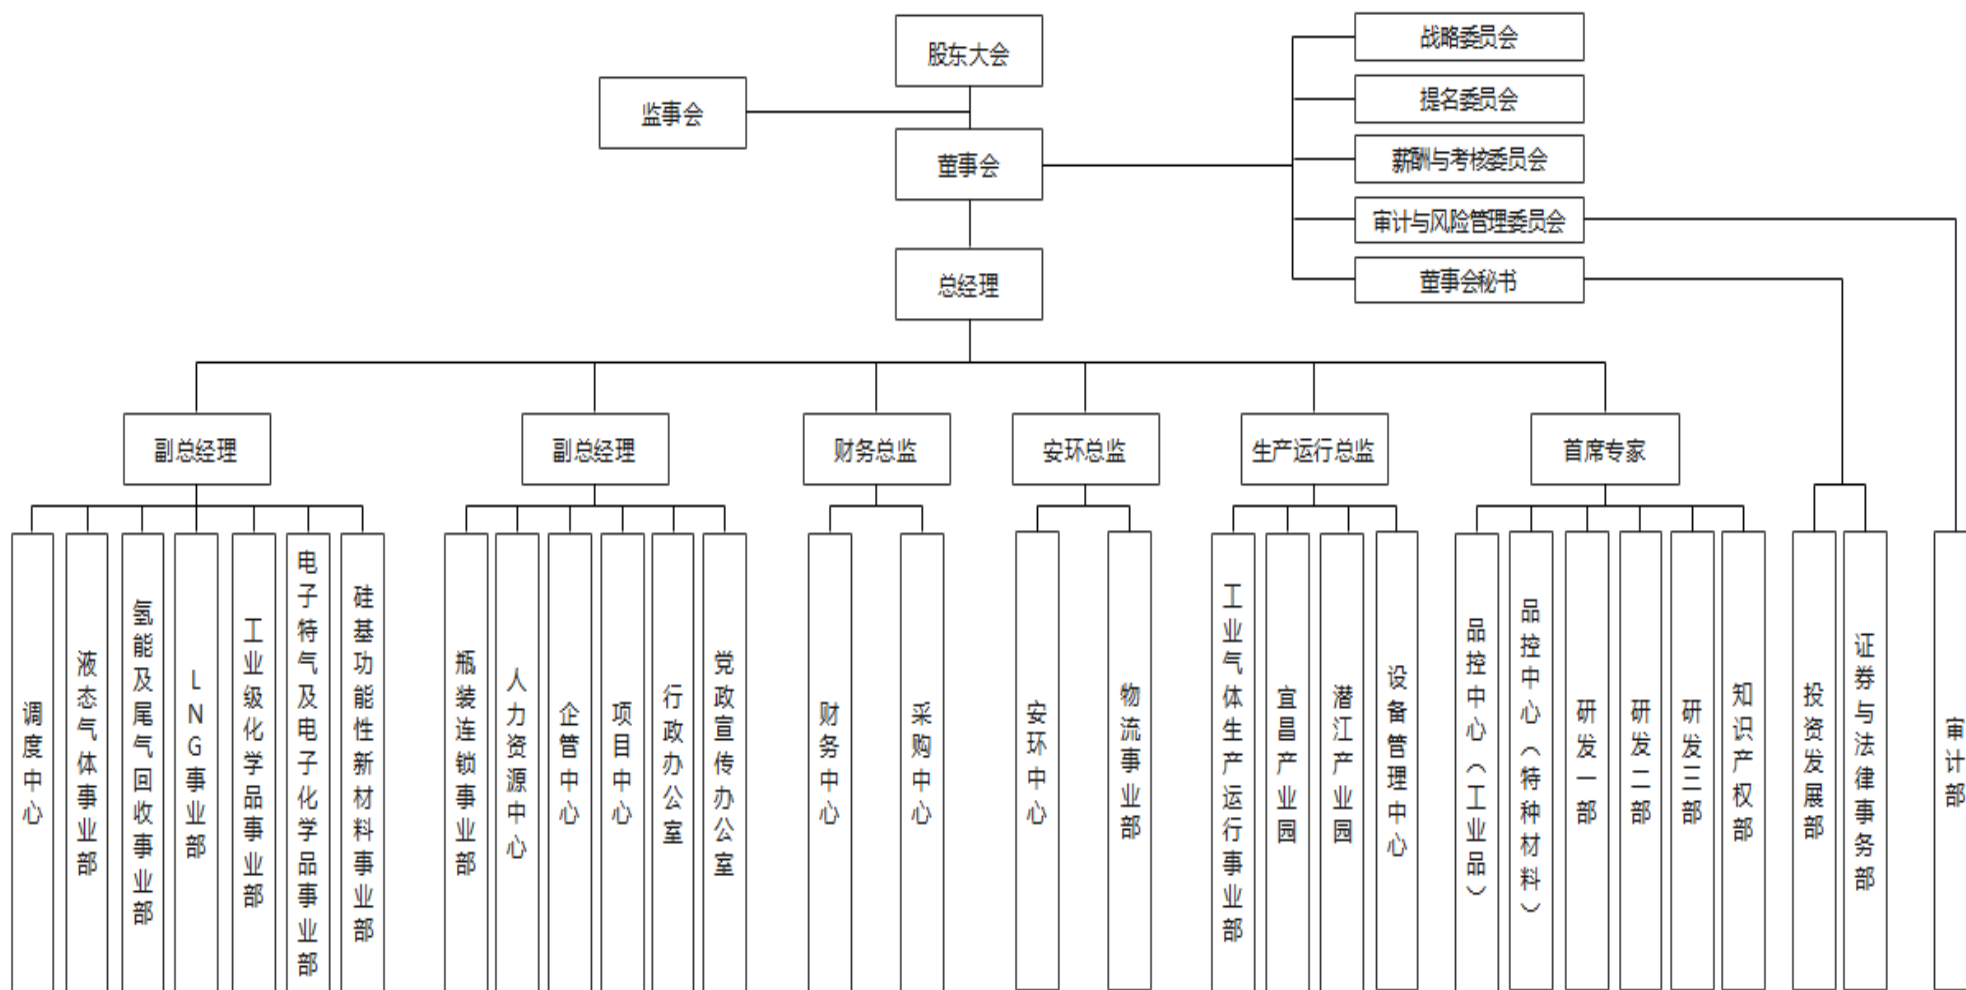 股东大会
监事会
董事会
总经理
战略委员会
提名委员会
薪酬与考核委员会
审计与风险管理委员会
董事会秘书
副总经理
副总经理
财务总监
安环总监
生产运行总监
首席专家
调度中心
液态气体事业部
氢能及尾气回收事业部
LNG事业部
工业级化学品事业部
电子特气及电子化学品事业部
硅基功能性新材料事业部
瓶装连锁事业部
人力资源中心
企管中心
项目中心
行政办公室
党政宣传办公室
财务中心
采购中心
安环中心
物流事业部
工业气体生产运行事业部
宜昌产业园
潜江产业园
设备管理中心
品控中心（工业品）
品控中心（特种材料）
研发一部
研发二部
研发三部
知识产权部
投资发展部
证券与法律事务部
审计部